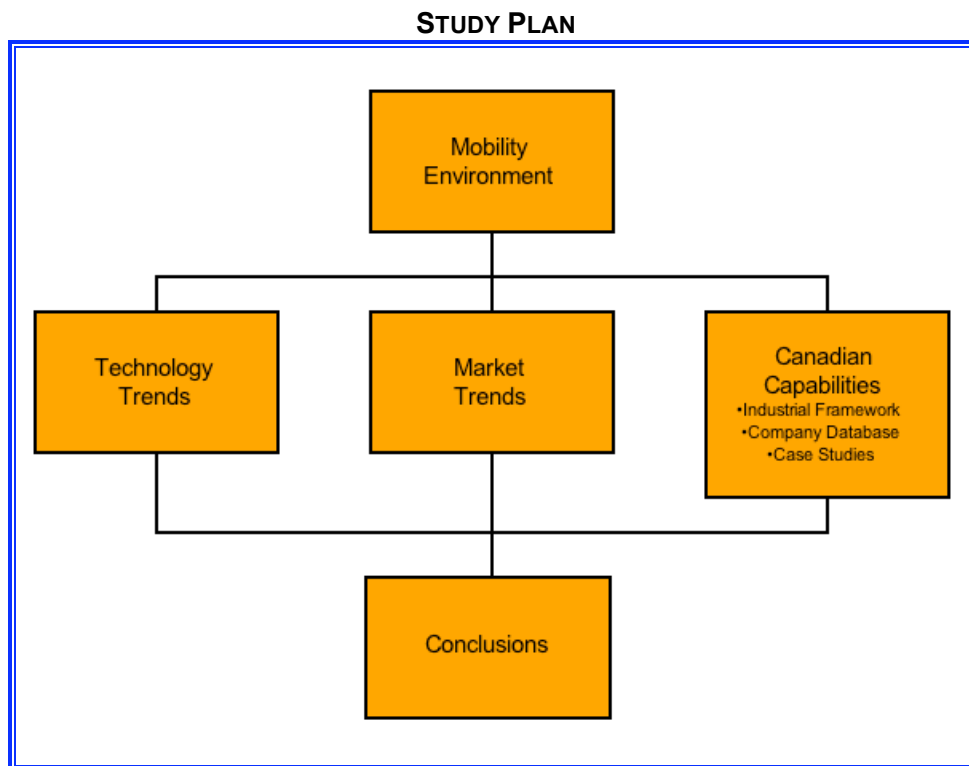 STUDY PLAN
Mobility
Environment
Technology
Trends
Market
Trends
Canadian
Capabilities
•Industrial Framework
•Company Database
•Case Studies
Conclusions